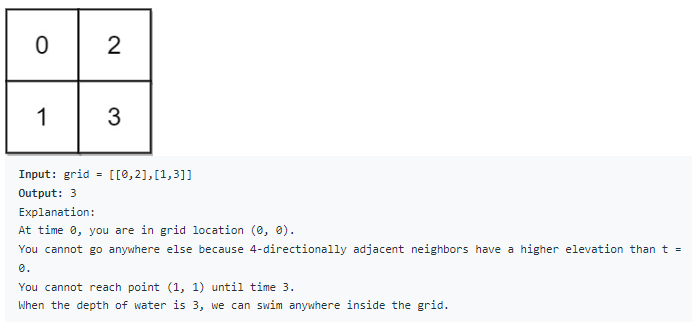 0 2
1 3
Input: grid = [[0,2],[1,3]]
Output: 3
Explanation:
At time 0, you are in grid location (0, 0).
You cannot go anywhere else because 4-directionally adjacent neighbors have a higher elevation than t =
0.
You cannot reach point (1, 1) until time 3.
When the depth of water is 3, we can swim anywhere inside the grid.